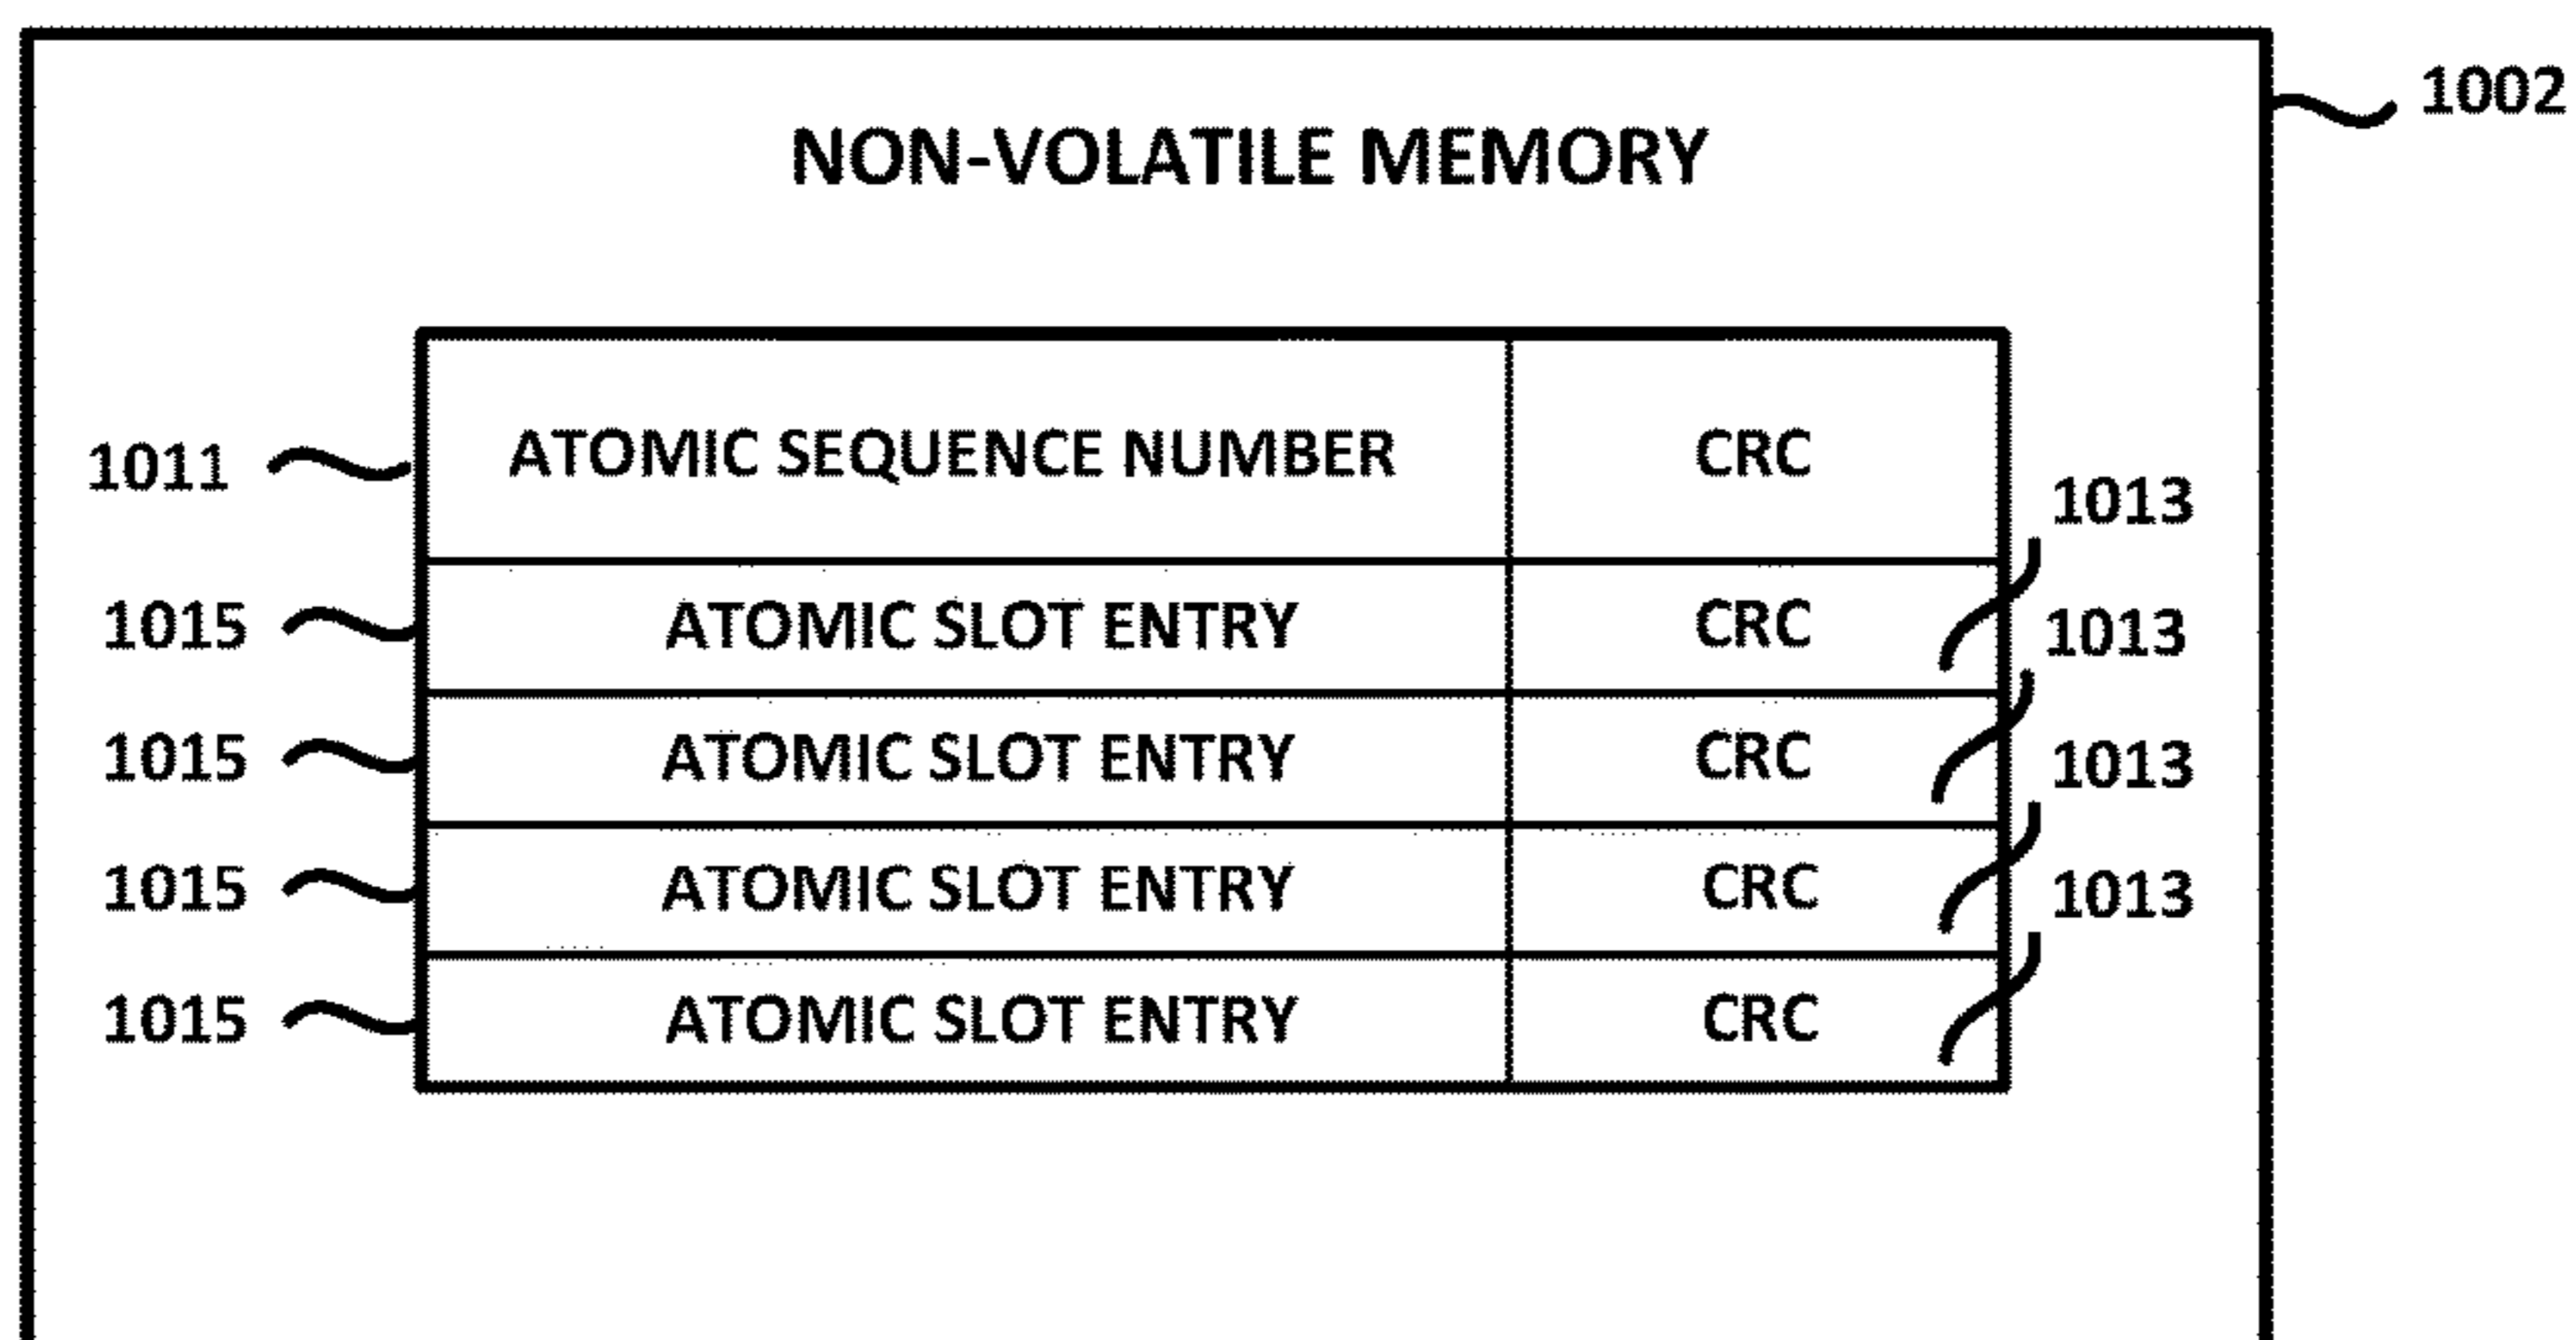 1002
NON-VOLATILE MEMORY
1011 ATOMIC SEQUENCE NUMBER CRC
1013
1015 ATOMIC SLOT ENTRY CRC
1013
1015 ATOMIC SLOT ENTRY CRC
1013
1015 ATOMIC SLOT ENTRY CRC
1013
1015 ATOMIC SLOT ENTRY CRC